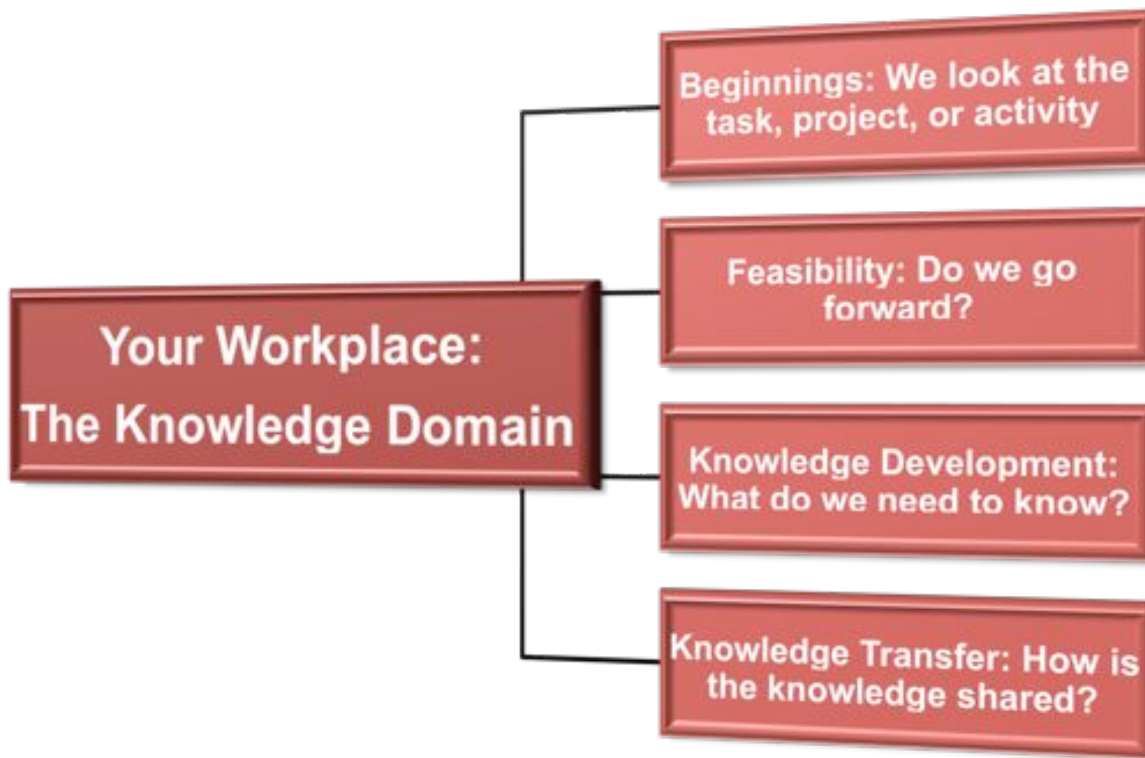 Your Workplace:
The Knowledge Domain
Beginnings: We look at the
task, project, or activity
Feasibility: Do we go
forward?
Knowledge Development:
What do we need to know?
Knowledge Transfer: How is
the knowledge shared?